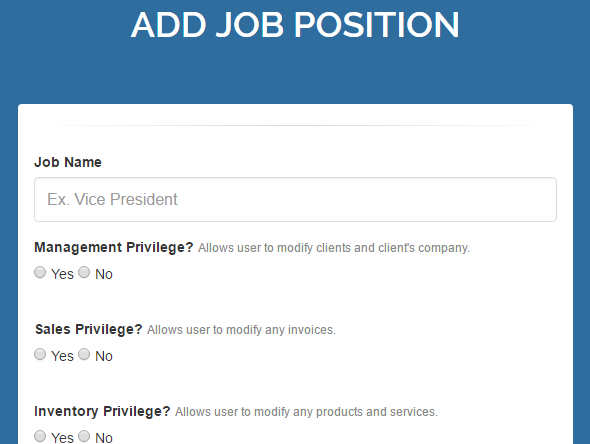 ADD JOB POSITION
Job Name
Ex. Vice President
Management Privilege? Allows user to modify clients and client's company.
Yes No
Sales Privilege? Allows user to modify any invoices.
Yes No
Inventory Privilege? Allows user to modify any products and services.
Yes No